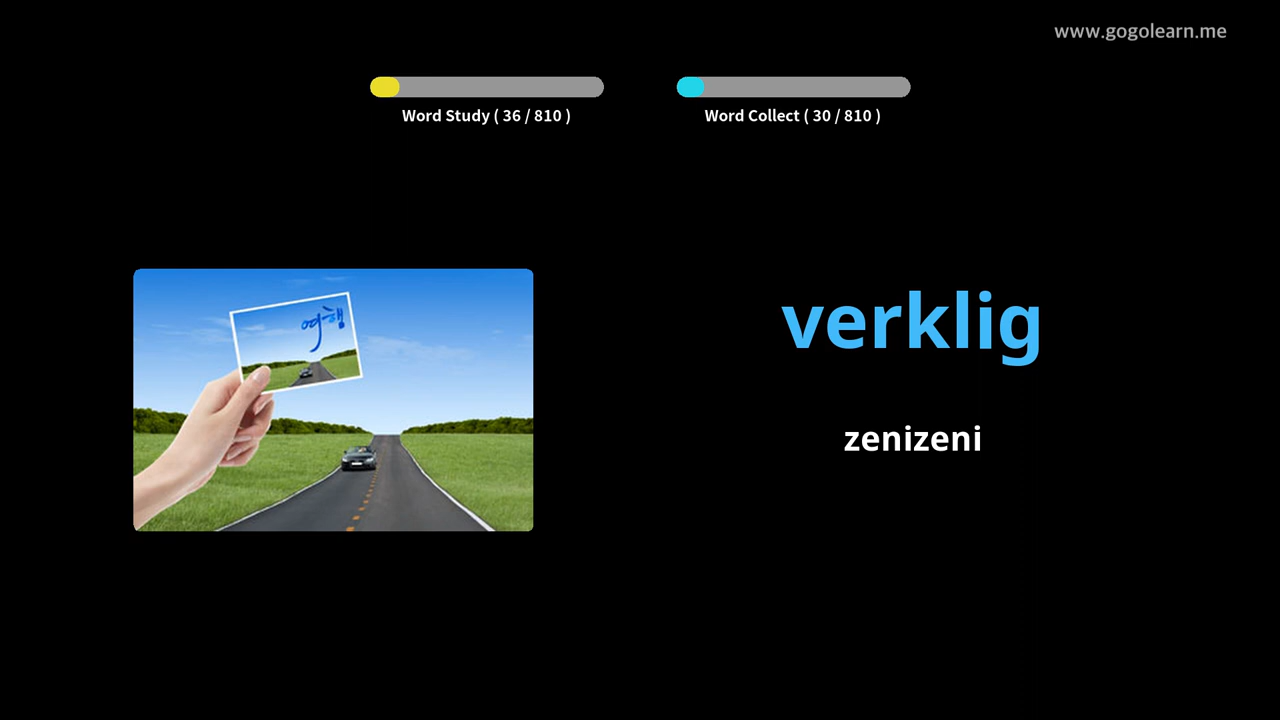 www.gogolearn.me
Word Study ( 36 / 810 )
Word Collect ( 30 / 810 )
여행
verklig
zenizeni